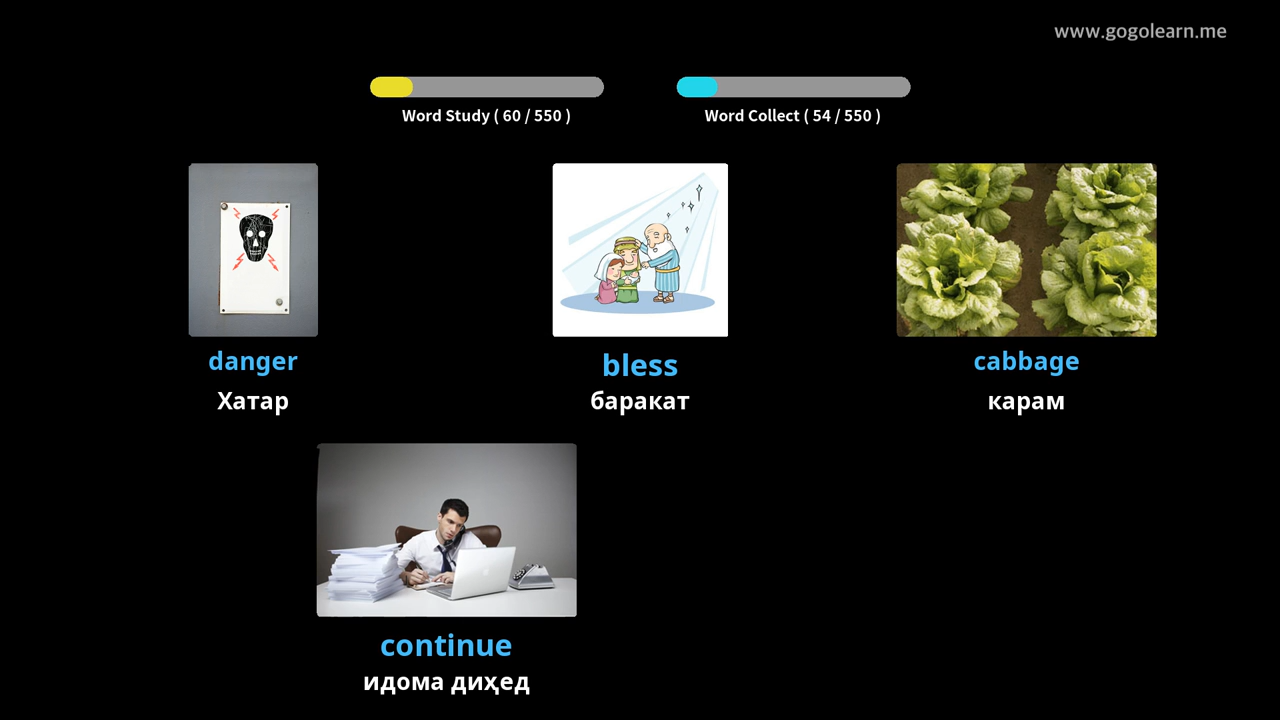 www.gogolearn.me
Word Study ( 60 / 550 )
Word Collect ( 54 / 550 )
danger
Хатар
bless
баракат
cabbage
карам
continue
идома диҳед